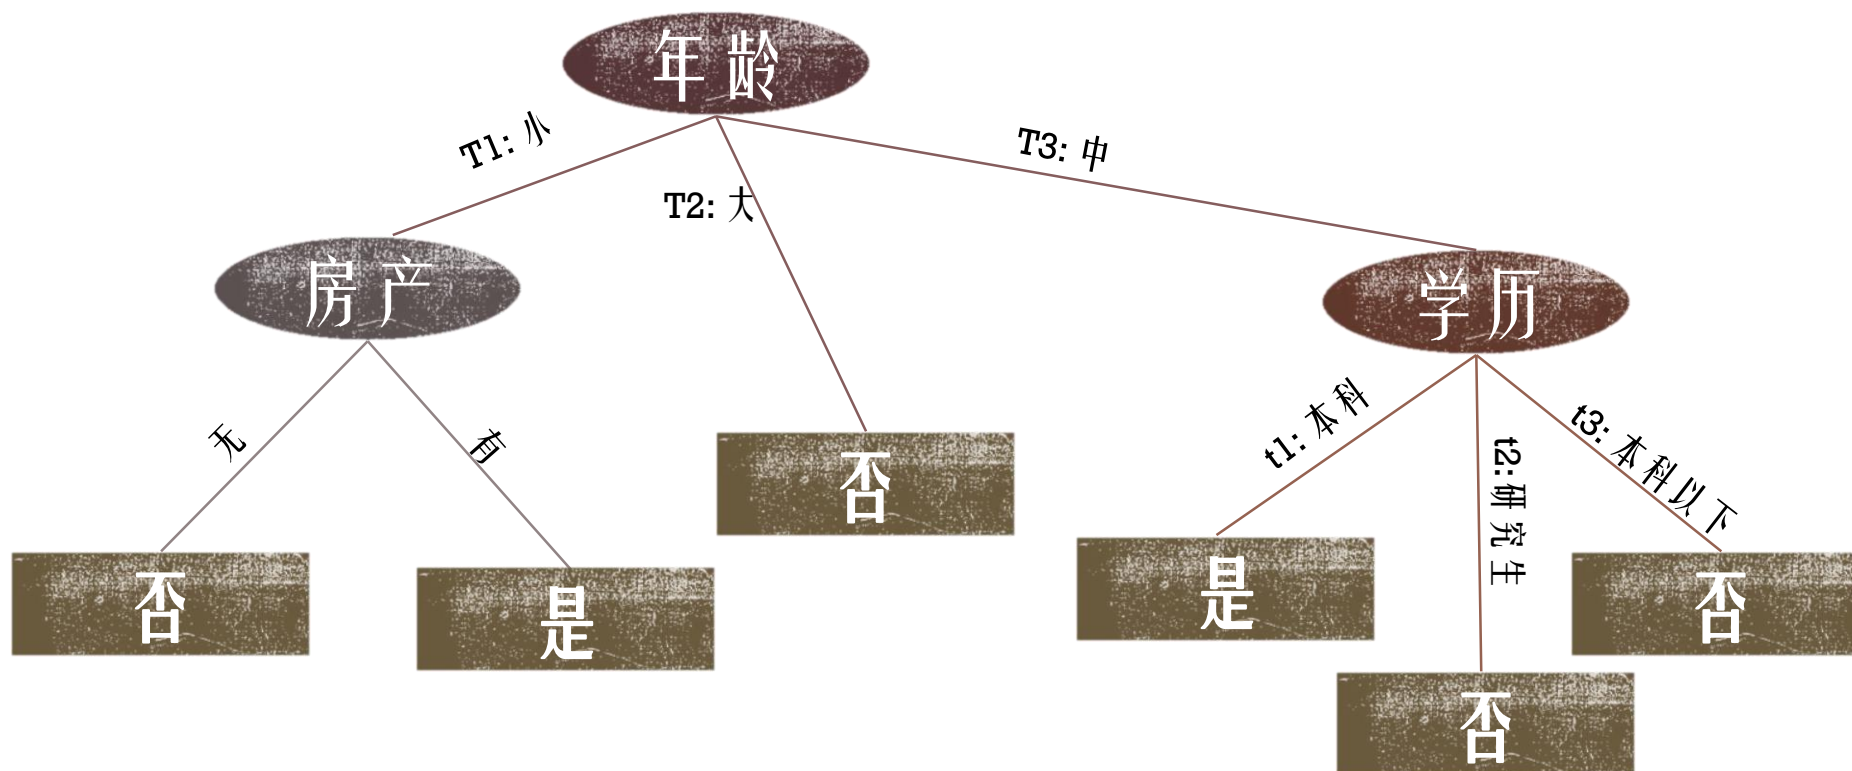 年龄
T1: 小
T2: 大
T3: 中
房产
学历
无
有
t1: 本科
t2:研究生
t3: 本科以下
否
是
否
是
否
否